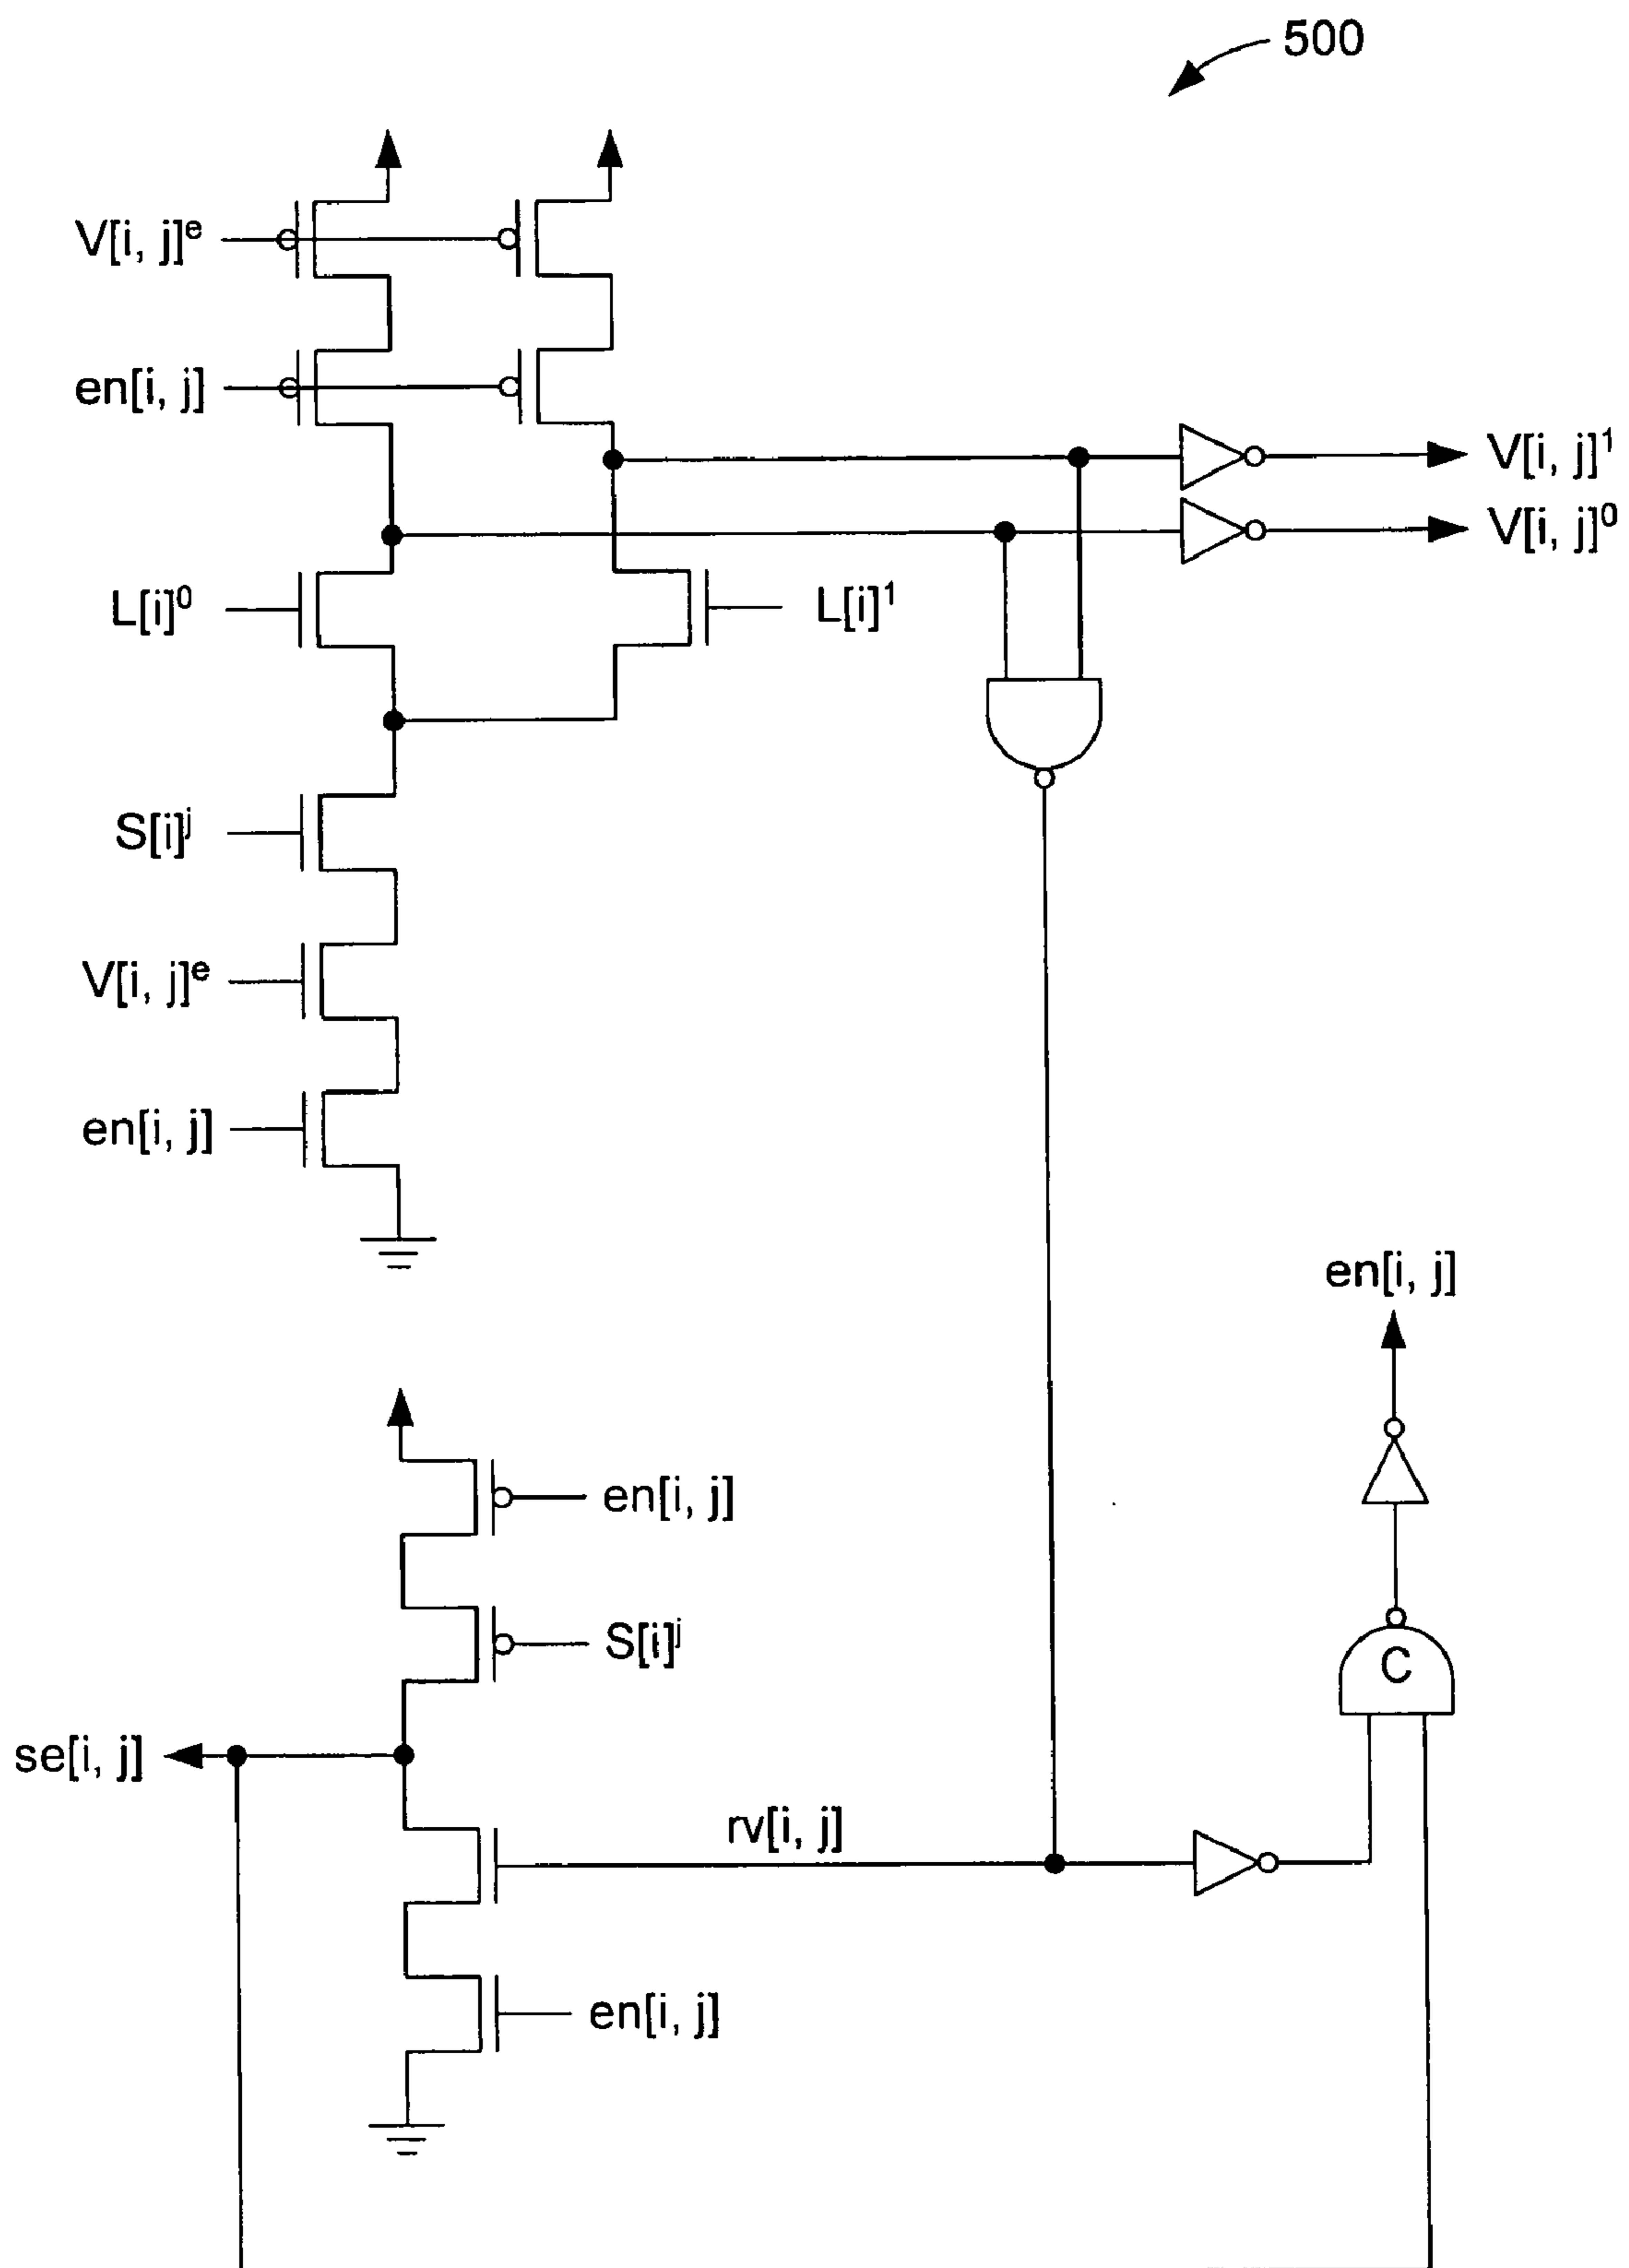 500
V[i, j]ᵉ
en[i, j]
V[i, j]¹
V[i, j]⁰
L[i]⁰
L[i]¹
S[i]ʲ
V[i, j]ᵉ
en[i, j]
en[i, j]
en[i, j]
S[i]ʲ
C
se[i, j]
rv[i, j]
en[i, j]